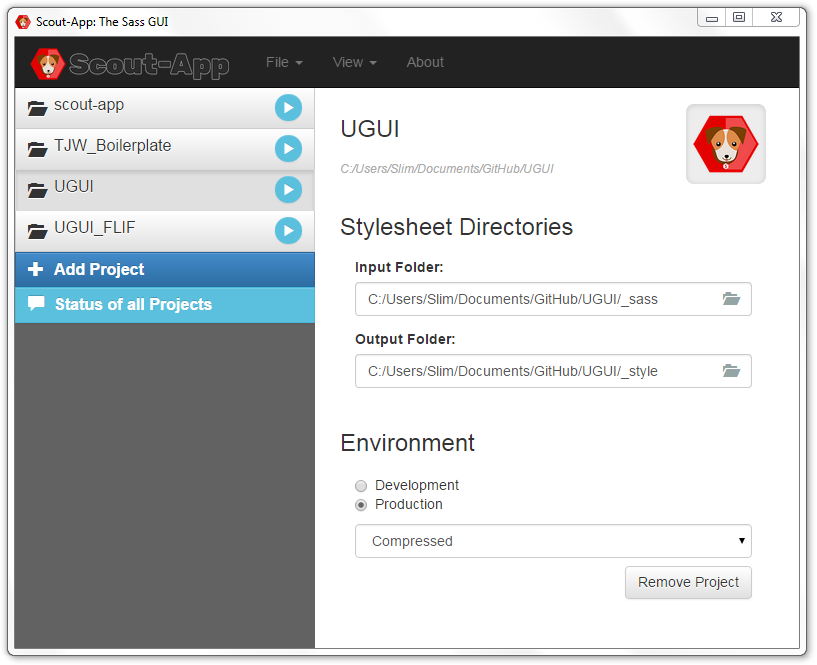 Scout-App: The Sass GUI
Scout-App File View About
scout-app
TJW_Boilerplate
UGUI
UGUI_FLIF
Add Project
Status of all Projects
UGUI
C:/Users/Slim/Documents/GitHub/UGUI
Stylesheet Directories
Input Folder:
C:/Users/Slim/Documents/GitHub/UGUI/_sass
Output Folder:
C:/Users/Slim/Documents/GitHub/UGUI/_style
Environment
Development
Production
Compressed
Remove Project